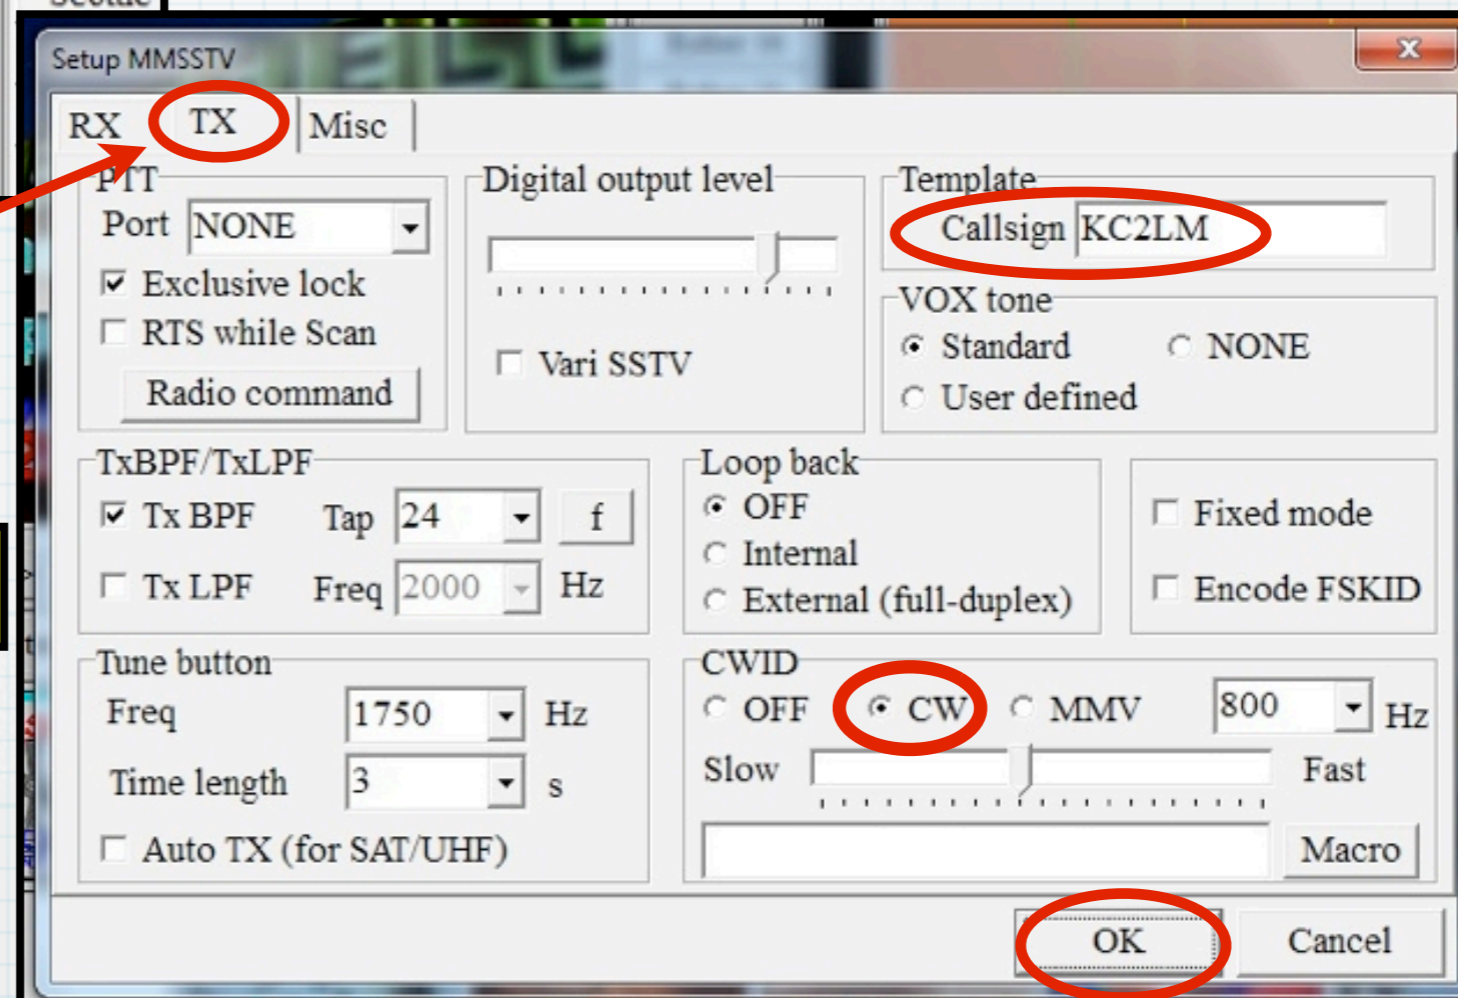 Setup MMSSTV
x
RX TX Misc
PTT
Port NONE
Exclusive lock
RTS while Scan
Radio command
Digital output level
Vari SSTV
Template
Callsign KC2LM
VOX tone
Standard NONE
User defined
TxBPF/TxLPF
Tx BPF Tap 24 f
Tx LPF Freq 2000 Hz
Loop back
OFF
Internal
External (full-duplex)
Fixed mode
Encode FSKID
Tune button
Freq 1750 Hz
Time length 3 s
Auto TX (for SAT/UHF)
CWID
OFF CW MMV 800 Hz
Slow Fast
Macro
OK Cancel